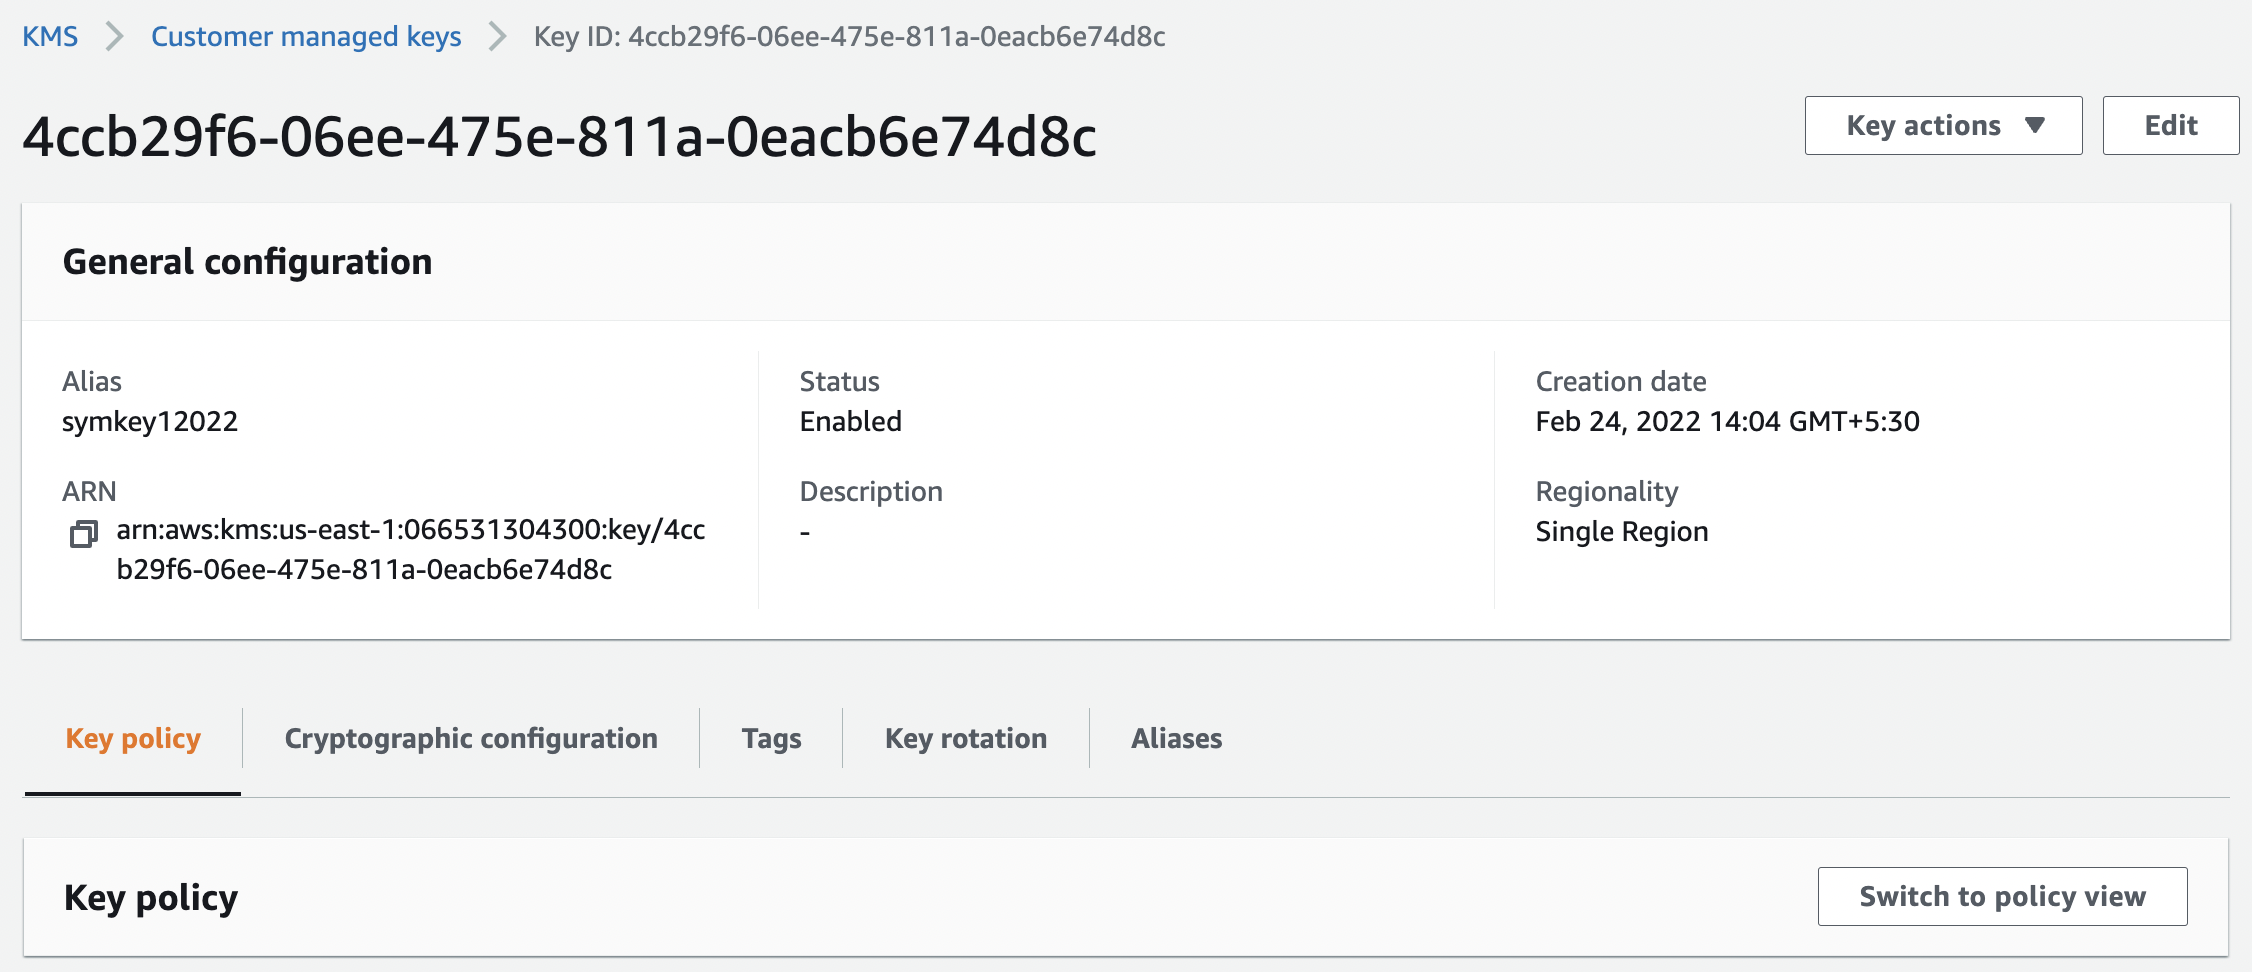 KMS > Customer managed keys > Key ID: 4ccb29f6-06ee-475e-811a-0eacb6e74d8c
4ccb29f6-06ee-475e-811a-0eacb6e74d8c
Key actions
Edit
General configuration
Alias
symkey12022
ARN
arn:aws:kms:us-east-1:066531304300:key/4cc
b29f6-06ee-475e-811a-0eacb6e74d8c
Status
Enabled
Description
-
Creation date
Feb 24, 2022 14:04 GMT+5:30
Regionality
Single Region
Key policy
Cryptographic configuration
Tags
Key rotation
Aliases
Key policy
Switch to policy view